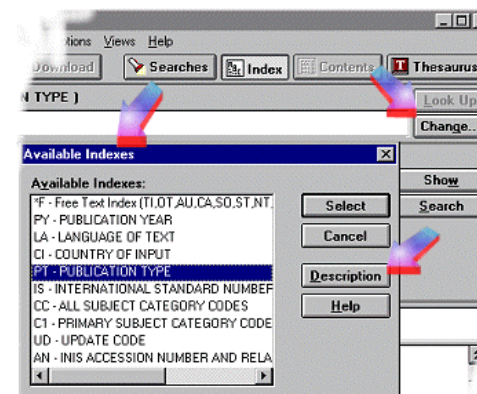 Views Help
Download Searches Index Contents Thesaurus
TYPE )
Look Up
Change..
Available Indexes
Available Indexes:
*F - Free Text Index (TI,OT,AU,CA,SO,ST,NT,
PY - PUBLICATION YEAR
LA - LANGUAGE OF TEXT
CI - COUNTRY OF INPUT
PT - PUBLICATION TYPE
IS - INTERNATIONAL STANDARD NUMBER
CC - ALL SUBJECT CATEGORY CODES
C1 - PRIMARY SUBJECT CATEGORY CODE
UD - UPDATE CODE
AN - INIS ACCESSION NUMBER AND RELA
Select
Cancel
Description
Help
Show
Search